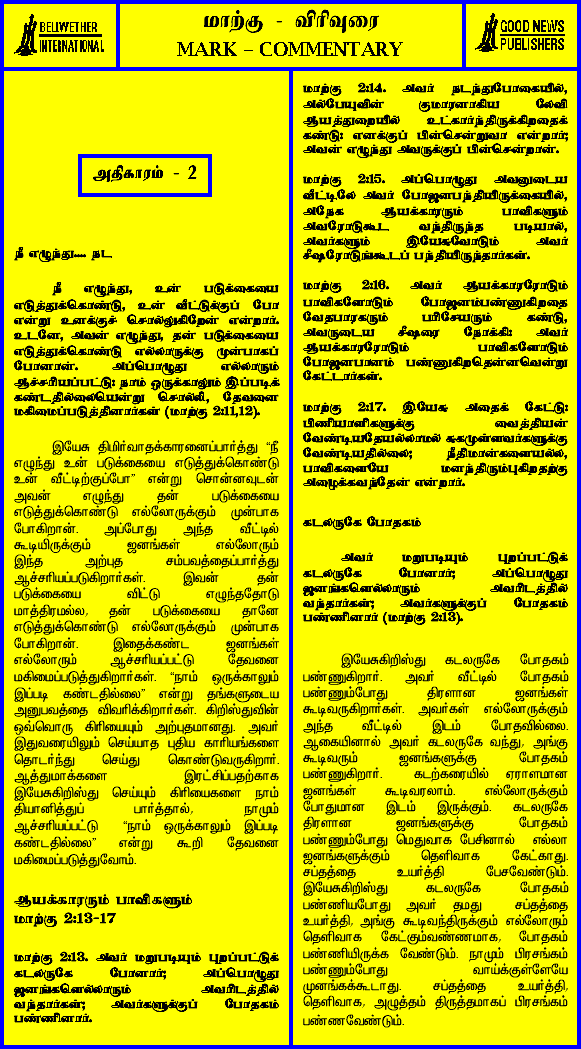 BELLWETHER
INTERNATIONAL
மாற்கு - விரிவுரை
MARK – COMMENTARY
GOOD NEWS
PUBLISHERS
அதிகாரம் - 2
நீ எழுந்து.... நட
நீ எழுந்து, உன் படுக்கையை
எடுத்துக்கொண்டு, உன் வீட்டுக்குப் போ
என்று உனக்குச் சொல்லுகிறேன் என்றார்.
உடனே, அவன் எழுந்து, தன் படுக்கையை
எடுத்துக்கொண்டு எல்லாருக்கு முன்பாகப்
போனான். அப்பொழுது எல்லாரும்
ஆச்சரியப்பட்டு: நாம் ஒருக்காலும் இப்படிக்
கண்டதில்லையென்று சொல்லி, தேவனை
மகிமைப்படுத்தினார்கள் (மாற்கு 2:11,12).
இயேசு திமிர்வாதக்காரனைப்பார்த்து “நீ
எழுந்து உன் படுக்கையை எடுத்துக்கொண்டு
உன் வீட்டிற்குப்போ” என்று சொன்னவுடன்
அவன் எழுந்து தன் படுக்கையை
எடுத்துக்கொண்டு எல்லோருக்கும் முன்பாக
போகிறான். அப்போது அந்த வீட்டில்
கூடியிருக்கும் ஜனங்கள் எல்லோரும்
இந்த அற்புத சம்பவத்தைப்பார்த்து
ஆச்சரியப்படுகிறார்கள். இவன் தன்
படுக்கையை விட்டு எழுந்ததோடு
மாத்திரமல்ல, தன் படுக்கையை தானே
எடுத்துக்கொண்டு எல்லோருக்கும் முன்பாக
போகிறான். இதைக்கண்ட ஜனங்கள்
எல்லோரும் ஆச்சரியப்பட்டு தேவனை
மகிமைப்படுத்துகிறார்கள். “நாம் ஒருக்காலும்
இப்படி கண்டதில்லை” என்று தங்களுடைய
அனுபவத்தை விவரிக்கிறார்கள். கிறிஸ்துவின்
ஒவ்வொரு கிரியையும் அற்புதமானது. அவர்
இதுவரையிலும் செய்யாத புதிய காரியங்களை
தொடர்ந்து செய்து கொண்டுவருகிறார்.
ஆத்துமாக்களை இரட்சிப்பதற்காக
இயேசுகிறிஸ்து செய்யும் கிரியைகளை நாம்
தியானித்துப் பார்த்தால், நாமும்
ஆச்சரியப்பட்டு “நாம் ஒருக்காலும் இப்படி
கண்டதில்லை” என்று கூறி தேவனை
மகிமைப்படுத்துவோம்.
ஆயக்காரரும் பாவிகளும்
மாற்கு 2:13-17
மாற்கு 2:13. அவர் மறுபடியும் புறப்பட்டுக்
கடலருகே போனார்; அப்பொழுது
ஜனங்களெல்லாரும் அவரிடத்தில்
வந்தார்கள்; அவர்களுக்குப் போதகம்
பண்ணினார்.
மாற்கு 2:14. அவர் நடந்துபோகையில்,
அல்பேயுவின் குமாரனாகிய லேவி
ஆயத்துறையில் உட்கார்ந்திருக்கிறதைக்
கண்டு: எனக்குப் பின்சென்றுவா என்றார்;
அவன் எழுந்து அவருக்குப் பின்சென்றான்.
மாற்கு 2:15. அப்பொழுது அவனுடைய
வீட்டிலே அவர் போஜனபந்தியிருக்கையில்,
அநேக ஆயக்காரரும் பாவிகளும்
அவரோடுகூட வந்திருந்த படியால்,
அவர்களும் இயேசுவோடும் அவர்
சீஷரோடுங்கூடப் பந்தியிருந்தார்கள்.
மாற்கு 2:16. அவர் ஆயக்காரரோடும்
பாவிகளோடும் போஜனம்பண்ணுகிறதை
வேதபாரகரும் பரிசேயரும் கண்டு,
அவருடைய சீஷரை நோக்கி: அவர்
ஆயக்காரரோடும் பாவிகளோடும்
போஜனபானம் பண்ணுகிறதென்னவென்று
கேட்டார்கள்.
மாற்கு 2:17. இயேசு அதைக் கேட்டு:
பிணியாளிகளுக்கு வைத்தியன்
வேண்டியதேயல்லாமல் சுகமுள்ளவர்களுக்கு
வேண்டியதில்லை; நீதிமான்களையல்ல,
பாவிகளையே மனந்திரும்புகிறதற்கு
அழைக்கவந்தேன் என்றார்.
கடலருகே போதகம்
அவர் மறுபடியும் புறப்பட்டுக்
கடலருகே போனார்; அப்பொழுது
ஜனங்களெல்லாரும் அவரிடத்தில்
வந்தார்கள்; அவர்களுக்குப் போதகம்
பண்ணினார் (மாற்கு 2:13).
இயேசுகிறிஸ்து கடலருகே போதகம்
பண்ணுகிறார். அவர் வீட்டில் போதகம்
பண்ணும்போது திரளான ஜனங்கள்
கூடிவருகிறார்கள். அவர்கள் எல்லோருக்கும்
அந்த வீட்டில் இடம் போதவில்லை.
ஆகையினால் அவர் கடலருகே வந்து, அங்கு
கூடிவரும் ஜனங்களுக்கு போதகம்
பண்ணுகிறார். கடற்கரையில் ஏராளமான
ஜனங்கள் கூடிவரலாம். எல்லோருக்கும்
போதுமான இடம் இருக்கும். கடலருகே
திரளான ஜனங்களுக்கு போதகம்
பண்ணும்போது மெதுவாக பேசினால் எல்லா
ஜனங்களுக்கும் தெளிவாக கேட்காது.
சப்தத்தை உயர்த்தி பேசவேண்டும்.
இயேசுகிறிஸ்து கடலருகே போதகம்
பண்ணியபோது அவர் தமது சப்தத்தை
உயர்த்தி, அங்கு கூடிவந்திருக்கும் எல்லோரும்
தெளிவாக கேட்கும்வண்ணமாக, போதகம்
பண்ணியிருக்க வேண்டும். நாமும் பிரசங்கம்
பண்ணும்போது வாய்க்குள்ளேயே
முனங்கக்கூடாது. சப்தத்தை உயர்த்தி,
தெளிவாக, அழுத்தம் திருத்தமாகப் பிரசங்கம்
பண்ணவேண்டும்.